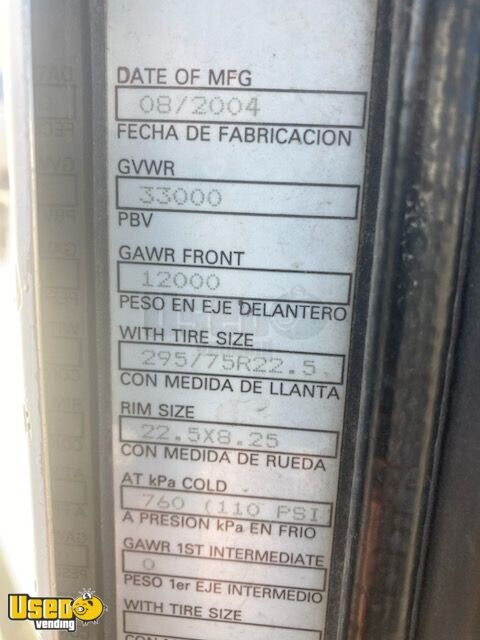 DATE OF MFG
08/2004
FECHA DE FABRICACION
GVWR
33000
PBV
GAWR FRONT
12000
PESO EN EJE DELANTERO
WITH TIRE SIZE
295/75R22.5
CON MEDIDA DE LLANTA
RIM SIZE
22.5X8.25
CON MEDIDA DE RUEDA
AT kPa COLD
760 (110 PSI
A PRESION kPa EN FRIO
GAWR 1ST INTERMEDIATE
0
PESO 1er EJE INTERMEDIO
WITH TIRE SIZE
Used
vending
.com